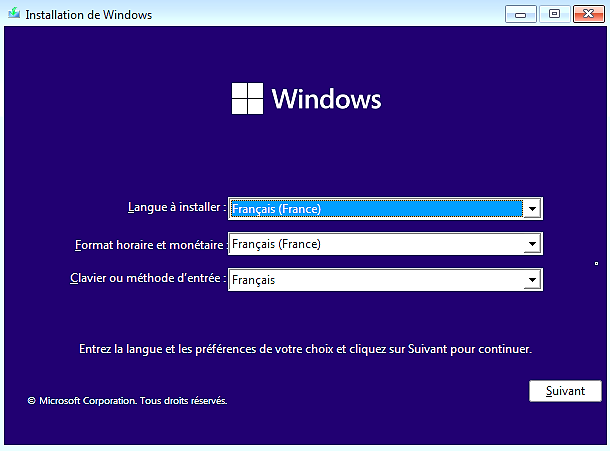 Installation de Windows
Windows
Langue à installer :
Français (France)
Format horaire et monétaire :
Français (France)
Clavier ou méthode d'entrée :
Français
Entrez la langue et les préférences de votre choix et cliquez sur Suivant pour continuer.
Suivant
© Microsoft Corporation. Tous droits réservés.